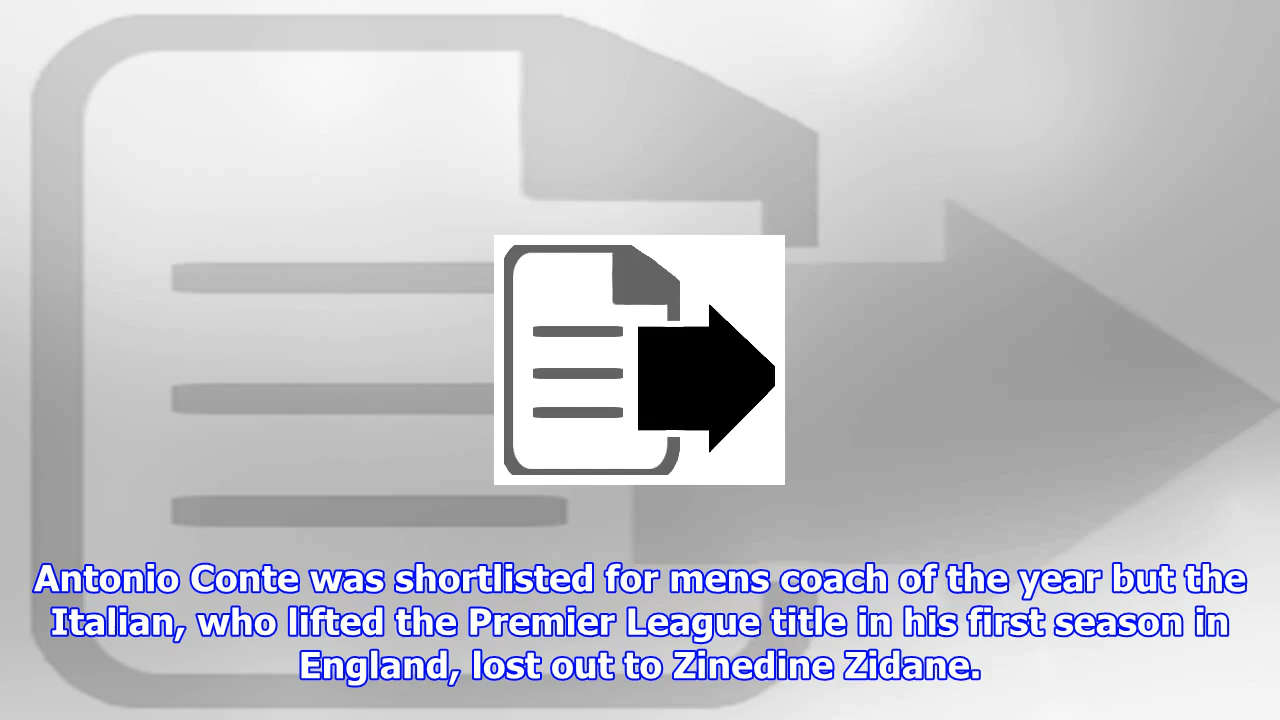 Antonio Conte was shortlisted for mens coach of the year but the
Italian, who lifted the Premier League title in his first season in
England, lost out to Zinedine Zidane.